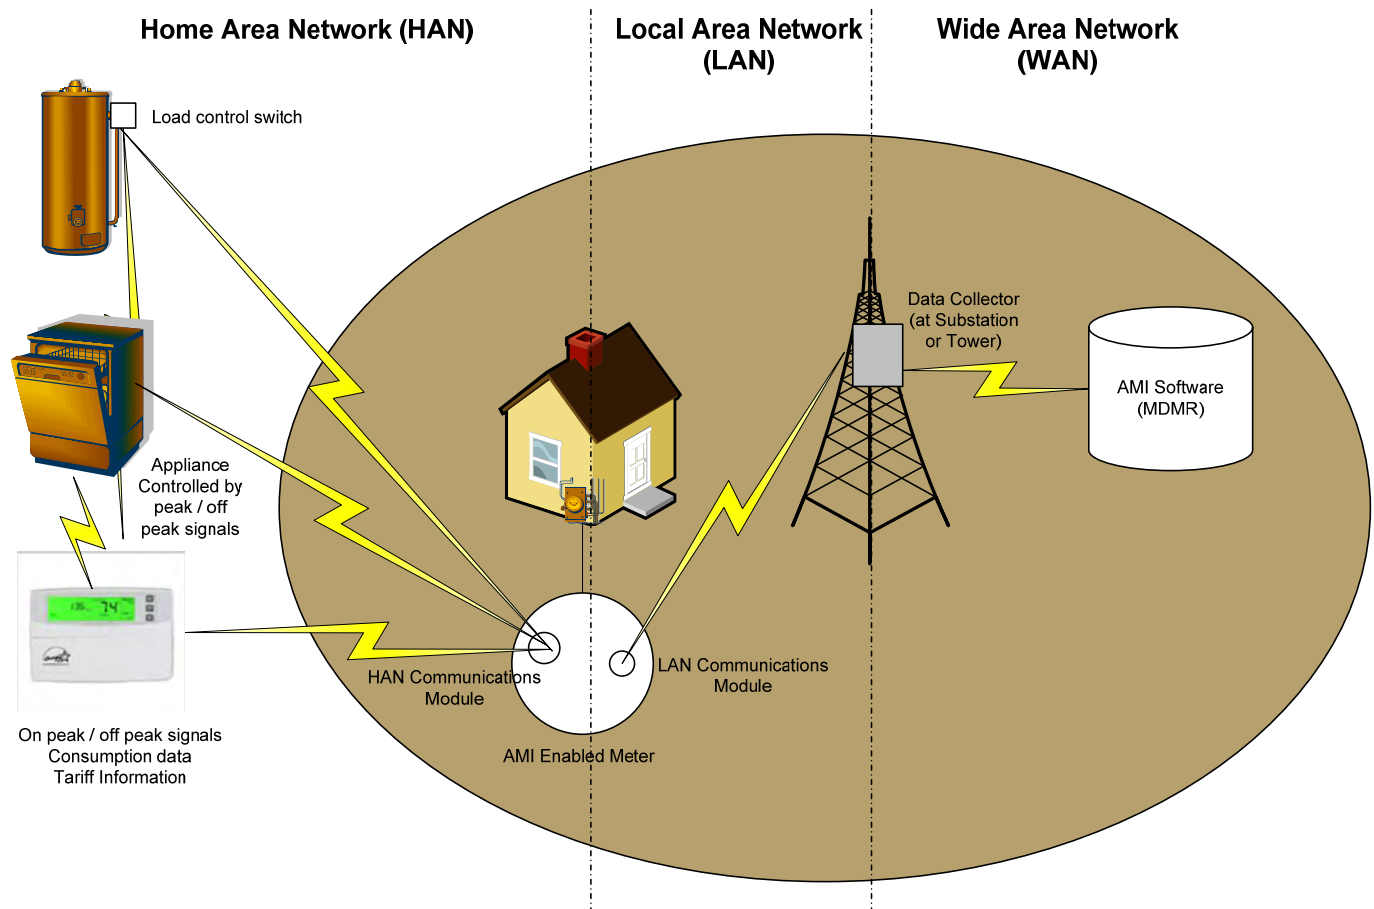 Home Area Network (HAN)
Local Area Network
(LAN)
Wide Area Network
(WAN)
Load control switch
Data Collector
(at Substation
or Tower)
AMI Software
(MDMR)
Appliance
Controlled by
peak / off
peak signals
74
HAN Communications
Module
LAN Communications
Module
AMI Enabled Meter
On peak / off peak signals
Consumption data
Tariff Information